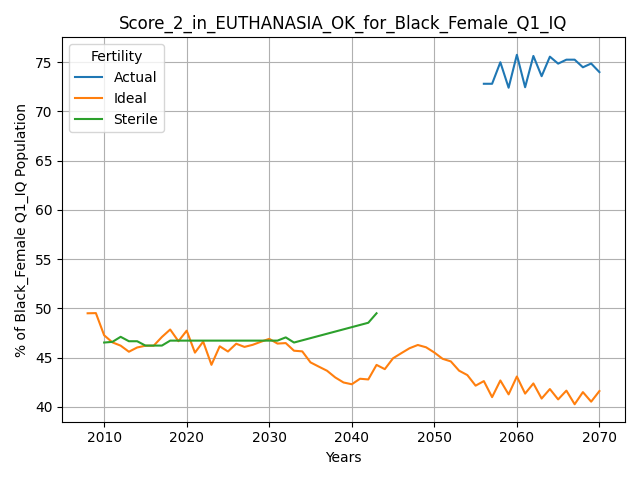 Score_2_in_EUTHANASIA_OK_for_Black_Female_Q1_IQ
% of Black_Female Q1_IQ Population
75
70
65
60
55
50
45
40
Fertility
Actual
Ideal
Sterile
2010 2020 2030 2040 2050 2060 2070
Years